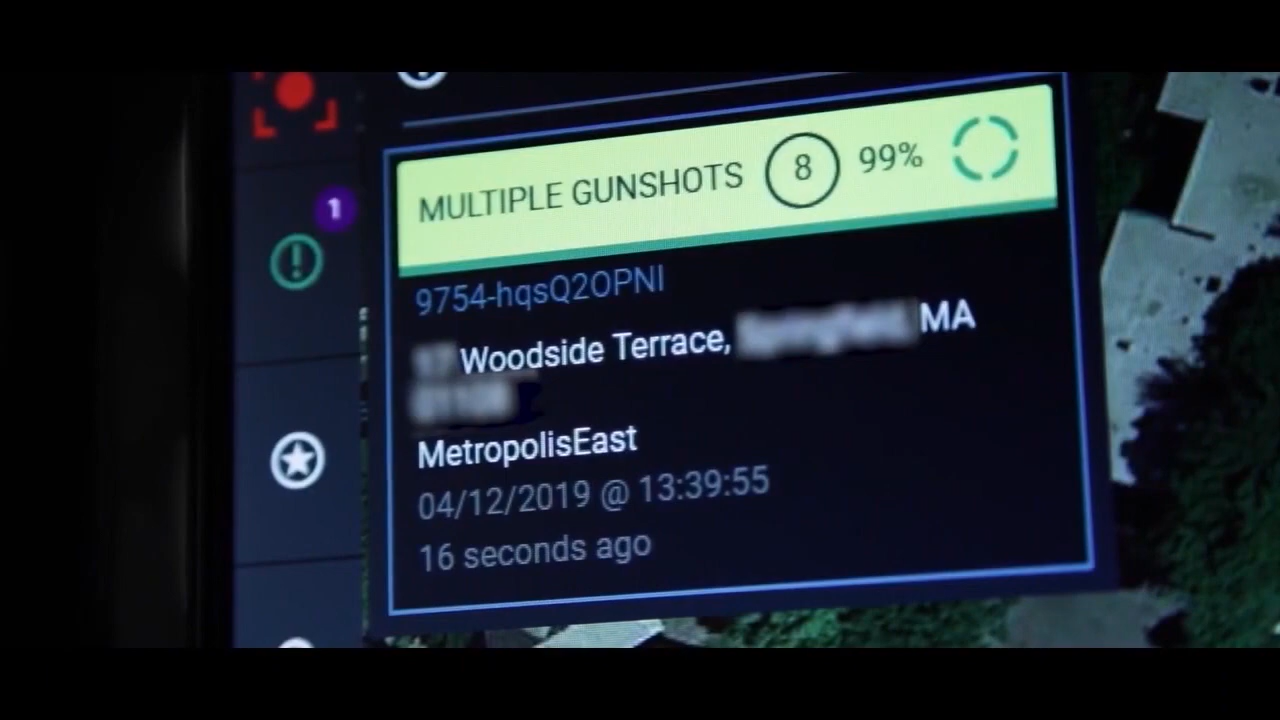 MULTIPLE GUNSHOTS 8 99%
1
9754-hqsQ2OPNI
Woodside Terrace, MA
MetropolisEast
04/12/2019 @ 13:39:55
16 seconds ago